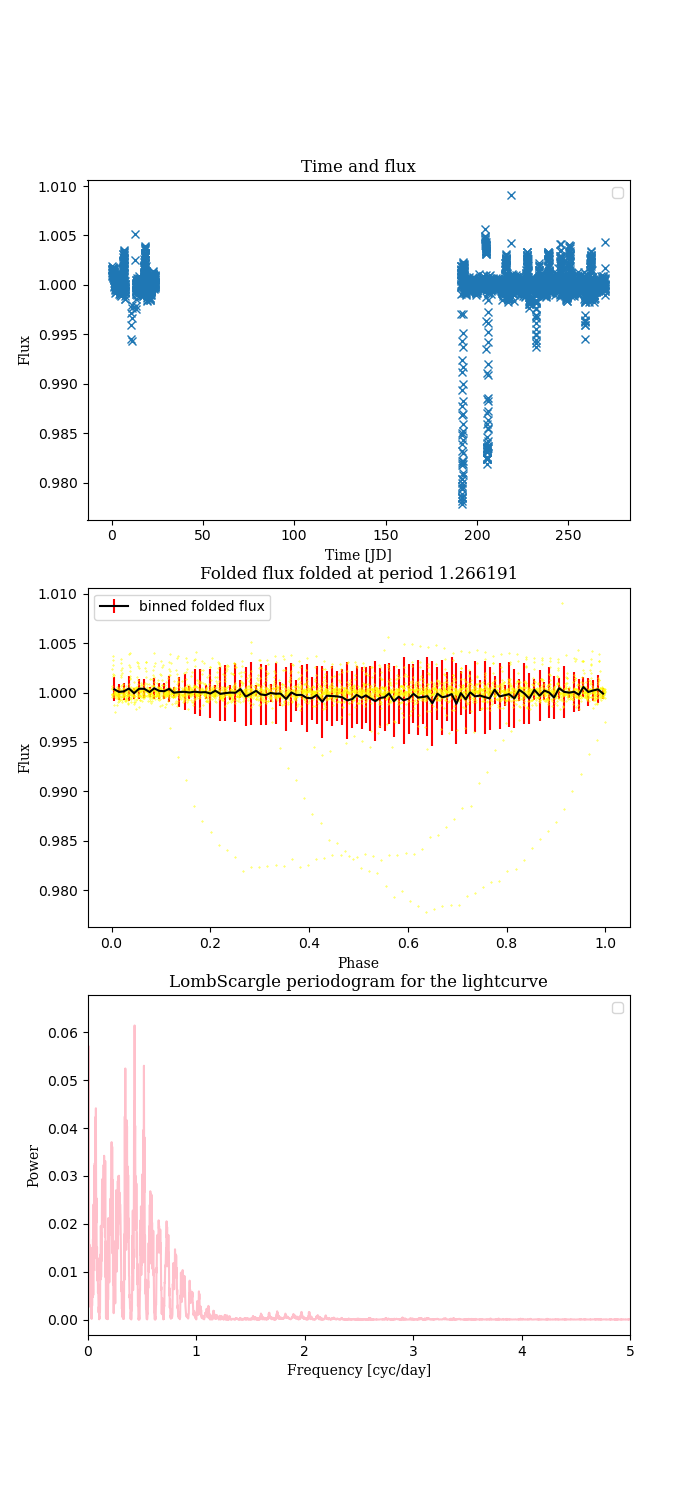 Time and flux
1.010
1.005
1.000
0.995
0.990
0.985
0.980
Flux
0 50 100 150 200 250
Time [JD]
Folded flux folded at period 1.266191
binned folded flux
1.010
1.005
1.000
0.995
0.990
0.985
0.980
Flux
0.0 0.2 0.4 0.6 0.8 1.0
Phase
LombScargle periodogram for the lightcurve
0.06
0.05
0.04
0.03
0.02
0.01
0.00
Power
0 1 2 3 4 5
Frequency [cyc/day]